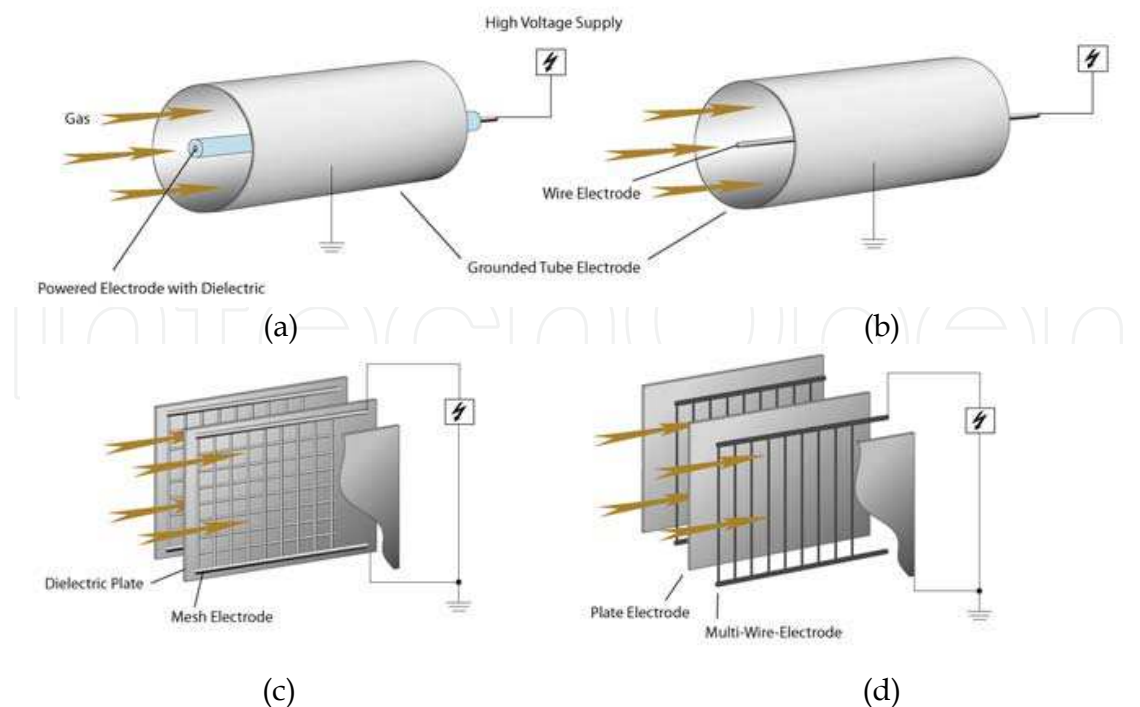 High Voltage Supply
Gas
Wire Electrode
Grounded Tube Electrode
Powered Electrode with Dielectric
(a)
(b)
IntechOpen
Dielectric Plate
Mesh Electrode
Plate Electrode
Multi-Wire-Electrode
(c)
(d)